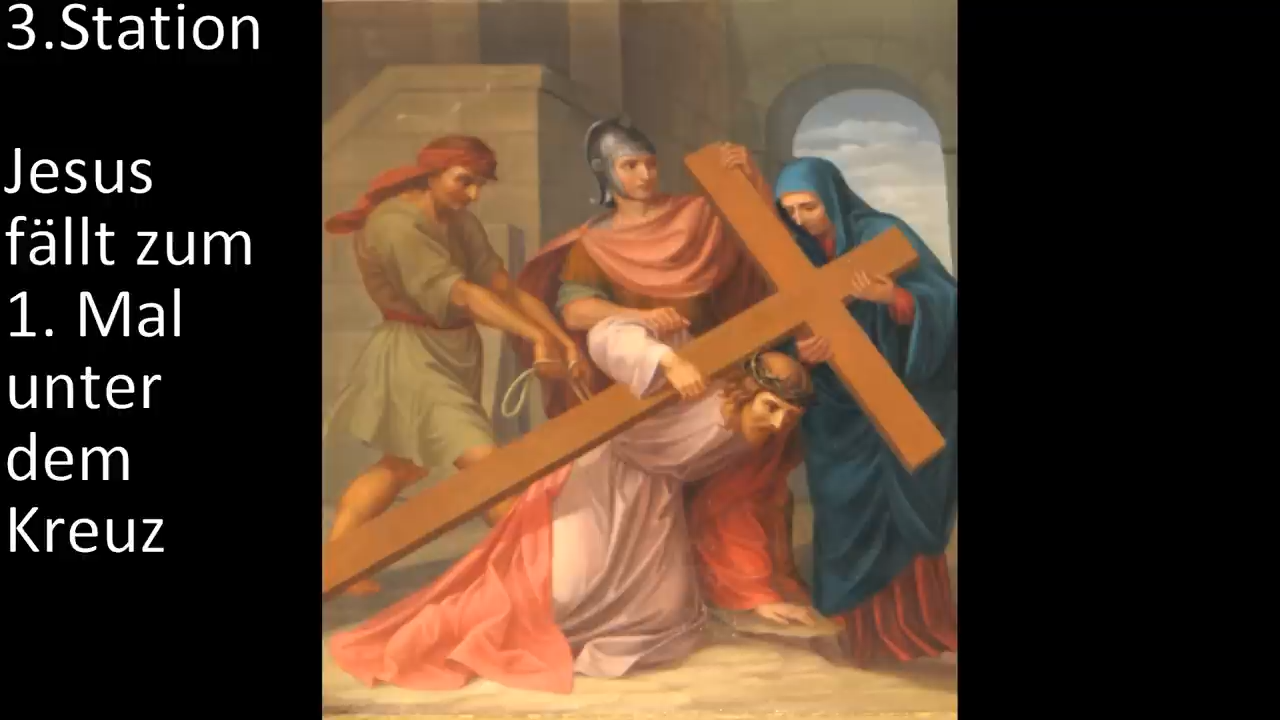 3.Station
Jesus
fällt zum
1. Mal
unter
dem
Kreuz